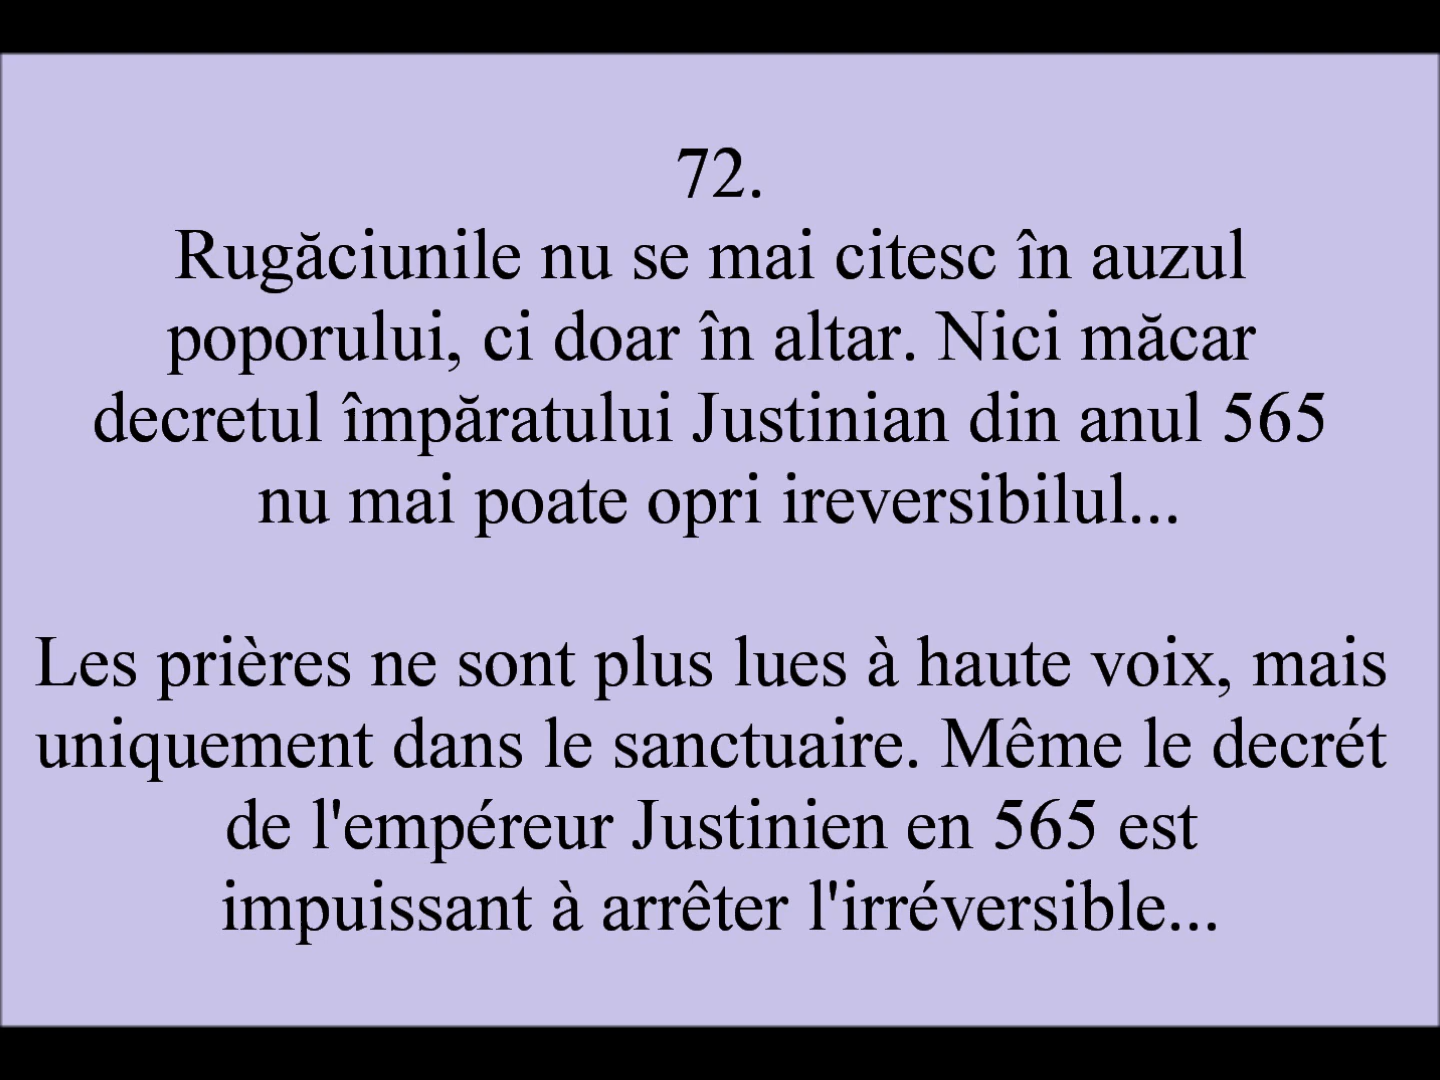 72.
Rugăciunile nu se mai citesc în auzul
poporului, ci doar în altar. Nici măcar
decretul împăratului Justinian din anul 565
nu mai poate opri ireversibilul...
Les prières ne sont plus lues à haute voix, mais
uniquement dans le sanctuaire. Même le decrét
de l'empéreur Justinien en 565 est
impuissant à arrêter l'irréversible...